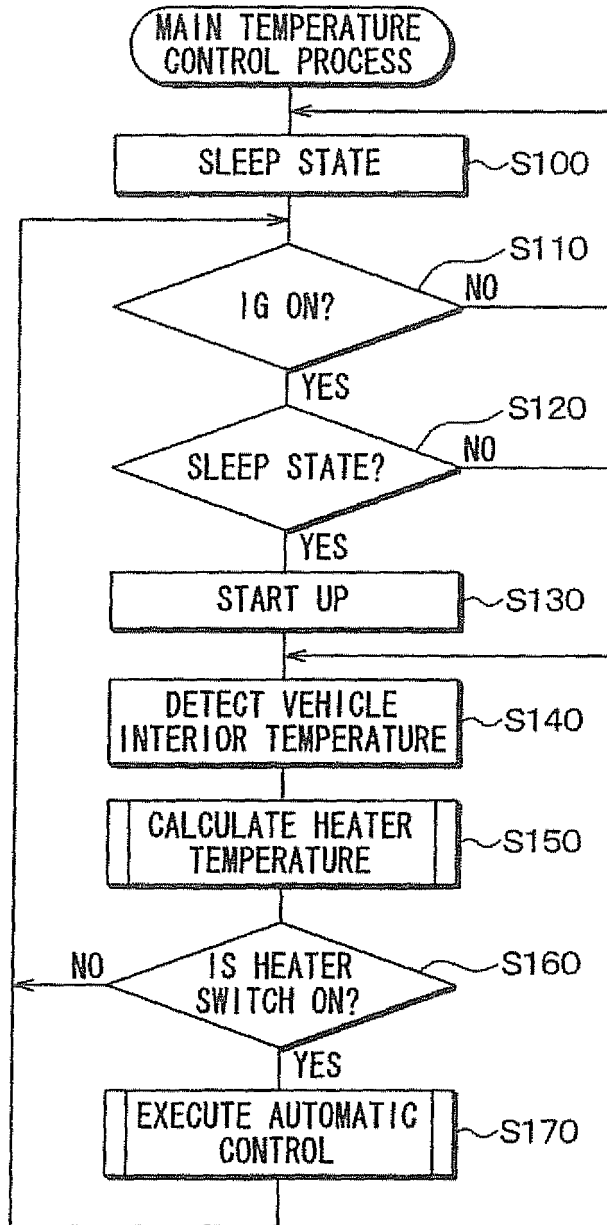 MAIN TEMPERATURE
CONTROL PROCESS
SLEEP STATE
S100
S110
IG ON?
NO
YES
S120
SLEEP STATE?
NO
YES
START UP
S130
DETECT VEHICLE
INTERIOR TEMPERATURE
S140
CALCULATE HEATER
TEMPERATURE
S150
NO
IS HEATER
SWITCH ON?
S160
YES
EXECUTE AUTOMATIC
CONTROL
S170